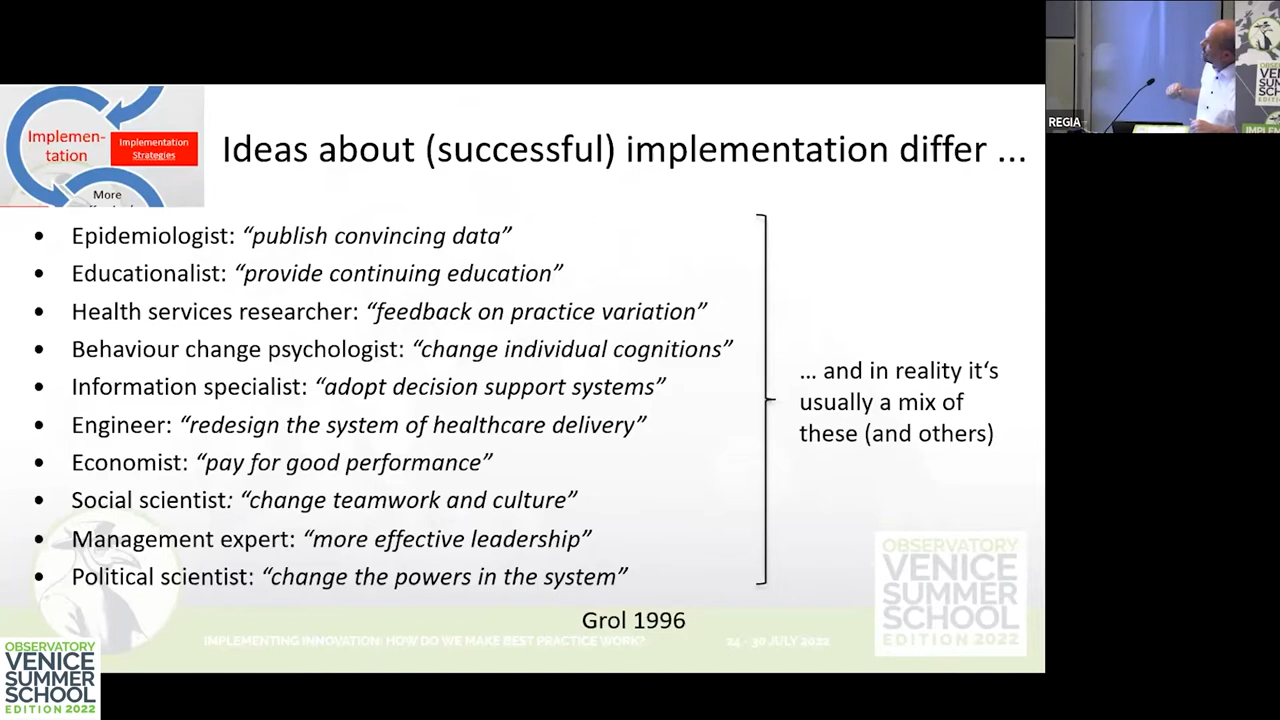 Implemen-
tation
Implementation
Strategies
More
Ideas about (successful) implementation differ ...
• Epidemiologist: “publish convincing data”
• Educationalist: “provide continuing education”
• Health services researcher: “feedback on practice variation”
• Behaviour change psychologist: “change individual cognitions”
• Information specialist: “adopt decision support systems”
• Engineer: “redesign the system of healthcare delivery”
• Economist: “pay for good performance”
• Social scientist: “change teamwork and culture”
• Management expert: “more effective leadership”
• Political scientist: “change the powers in the system”
... and in reality it‘s
usually a mix of
these (and others)
Grol 1996
IMPLEMENTING INNOVATION: HOW DO WE MAKE BEST PRACTICE WORK?
24 - 30 JULY 2022
OBSERVATORY
VENICE
SUMMER
SCHOOL
EDITION 2022
OBSERVATORY
VENICE
SUMMER
SCHOOL
EDITION 2022
REGIA